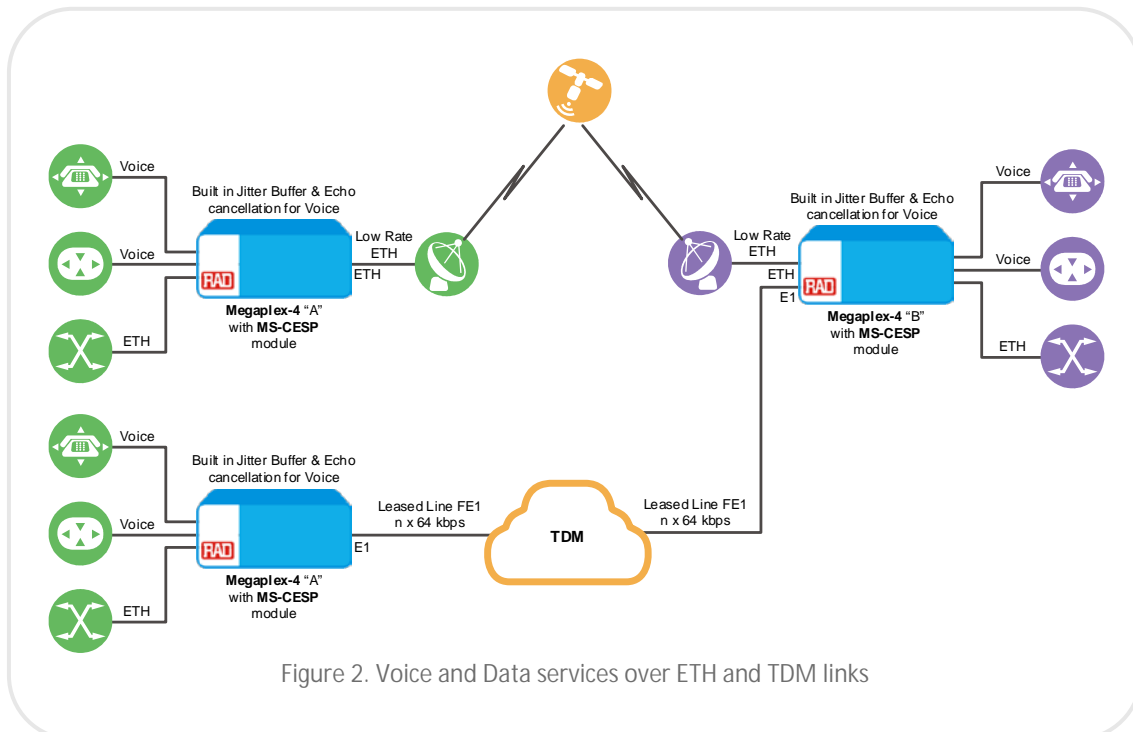 Voice
Built in Jitter Buffer & Echo
cancellation for Voice
Voice
Low Rate
ETH
ETH
RAD
ETH
Megaplex-4 "A"
with MS-CESP
module
Built in Jitter Buffer & Echo
cancellation for Voice
Voice
Low Rate
ETH
ETH
E1
RAD
Voice
Megaplex-4 "B"
with MS-CESP
module
ETH
Voice
Built in Jitter Buffer & Echo
cancellation for Voice
Voice
RAD
E1
ETH
Megaplex-4 "A"
with MS-CESP
module
Leased Line FE1
n x 64 kbps
TDM
Leased Line FE1
n x 64 kbps
Figure 2. Voice and Data services over ETH and TDM links